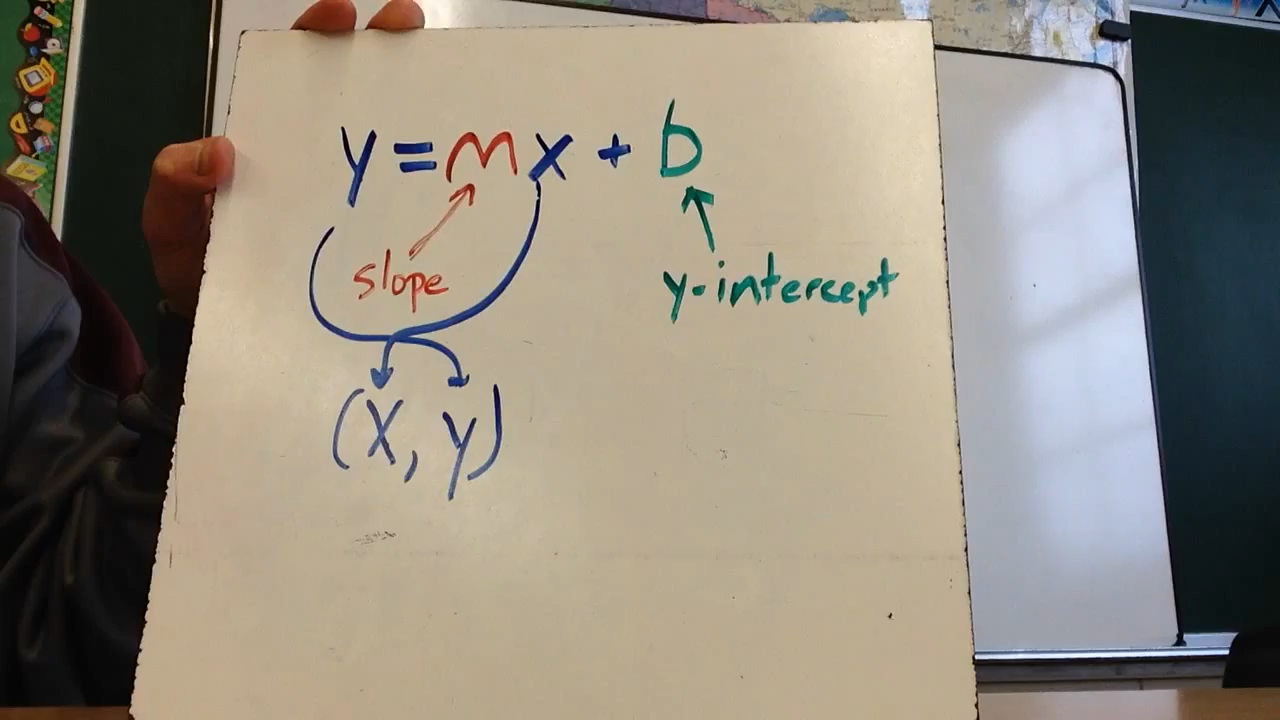 y = mx + b
slope
y-intercept
(x, y)